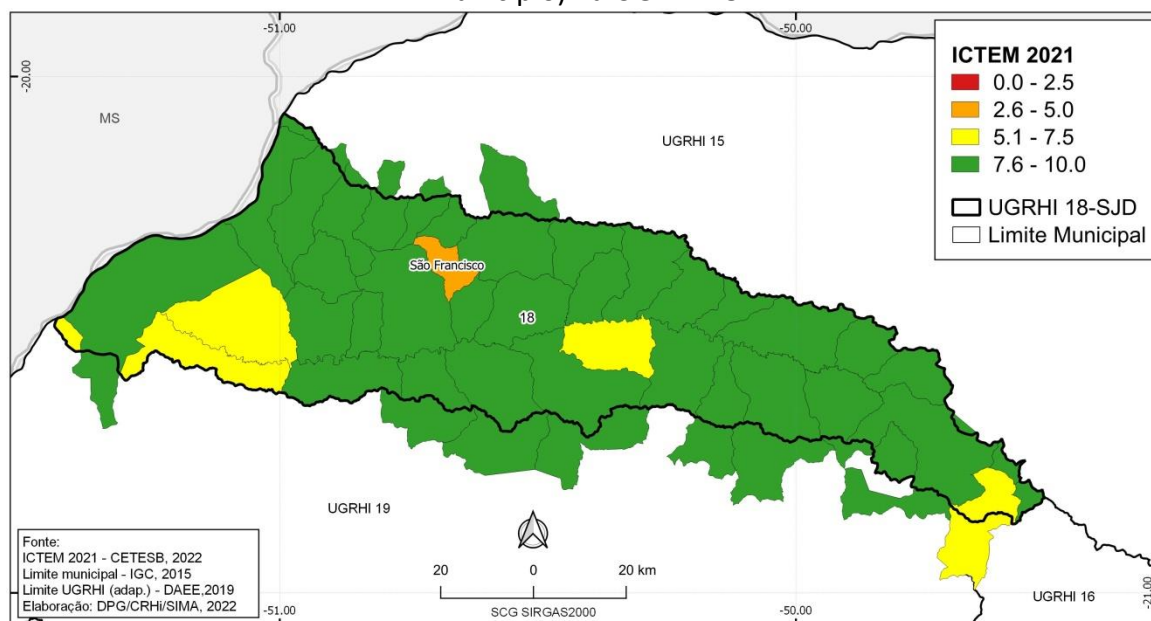 -51.00
-50.00
-20.00
MS
UGRHI 15
ICTEM 2021
0.0 - 2.5
2.6 - 5.0
5.1 - 7.5
7.6 - 10.0
UGRHI 18-SJD
Limite Municipal
São Francisco
18
UGRHI 19
Fonte:
ICTEM 2021 - CETESB, 2022
Limite municipal - IGC, 2015
Limite UGRHI (adap.) - DAEE,2019
Elaboração: DPG/CRHi/SIMA, 2022
20 0 20 km
SCG SIRGAS2000
UGRHI 16
-21.00
-51.00
-50.00